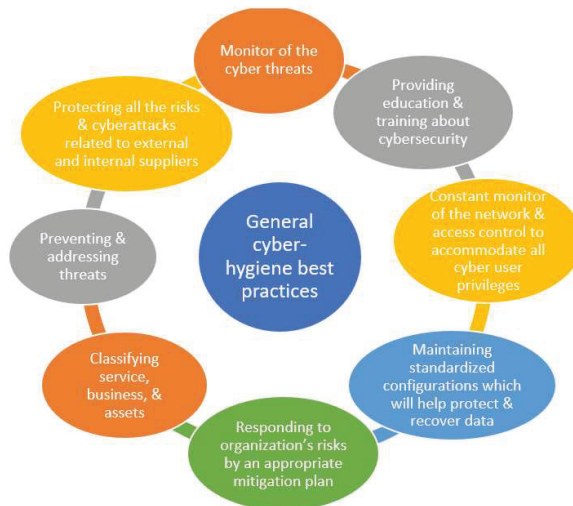 Monitor of the
cyber threats
Providing
education &
training about
cybersecurity
Constant monitor
of the network &
access control to
accommodate all
cyber user
privileges
Maintaining
standardized
configurations which
will help protect &
recover data
Responding to
organization's risks
by an appropriate
mitigation plan
Classifying
service,
business, &
assets
Preventing &
addressing
threats
Protecting all the risks
& cyberattacks
related to external
and internal suppliers
General
cyber-
hygiene best
practices